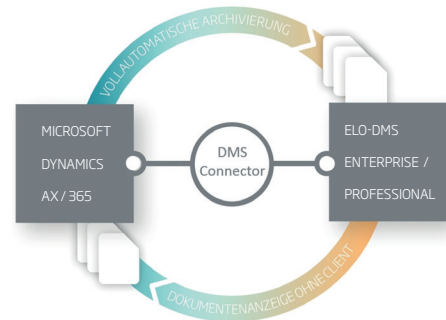 VOLLAUTOMATISCHE ARCHIVIERUNG
MICROSOFT
DYNAMICS
AX / 365
DMS
Connector
ELO-DMS
ENTERPRISE /
PROFESSIONAL
DOKUMENTENANZEIGE OHNE CLIENT